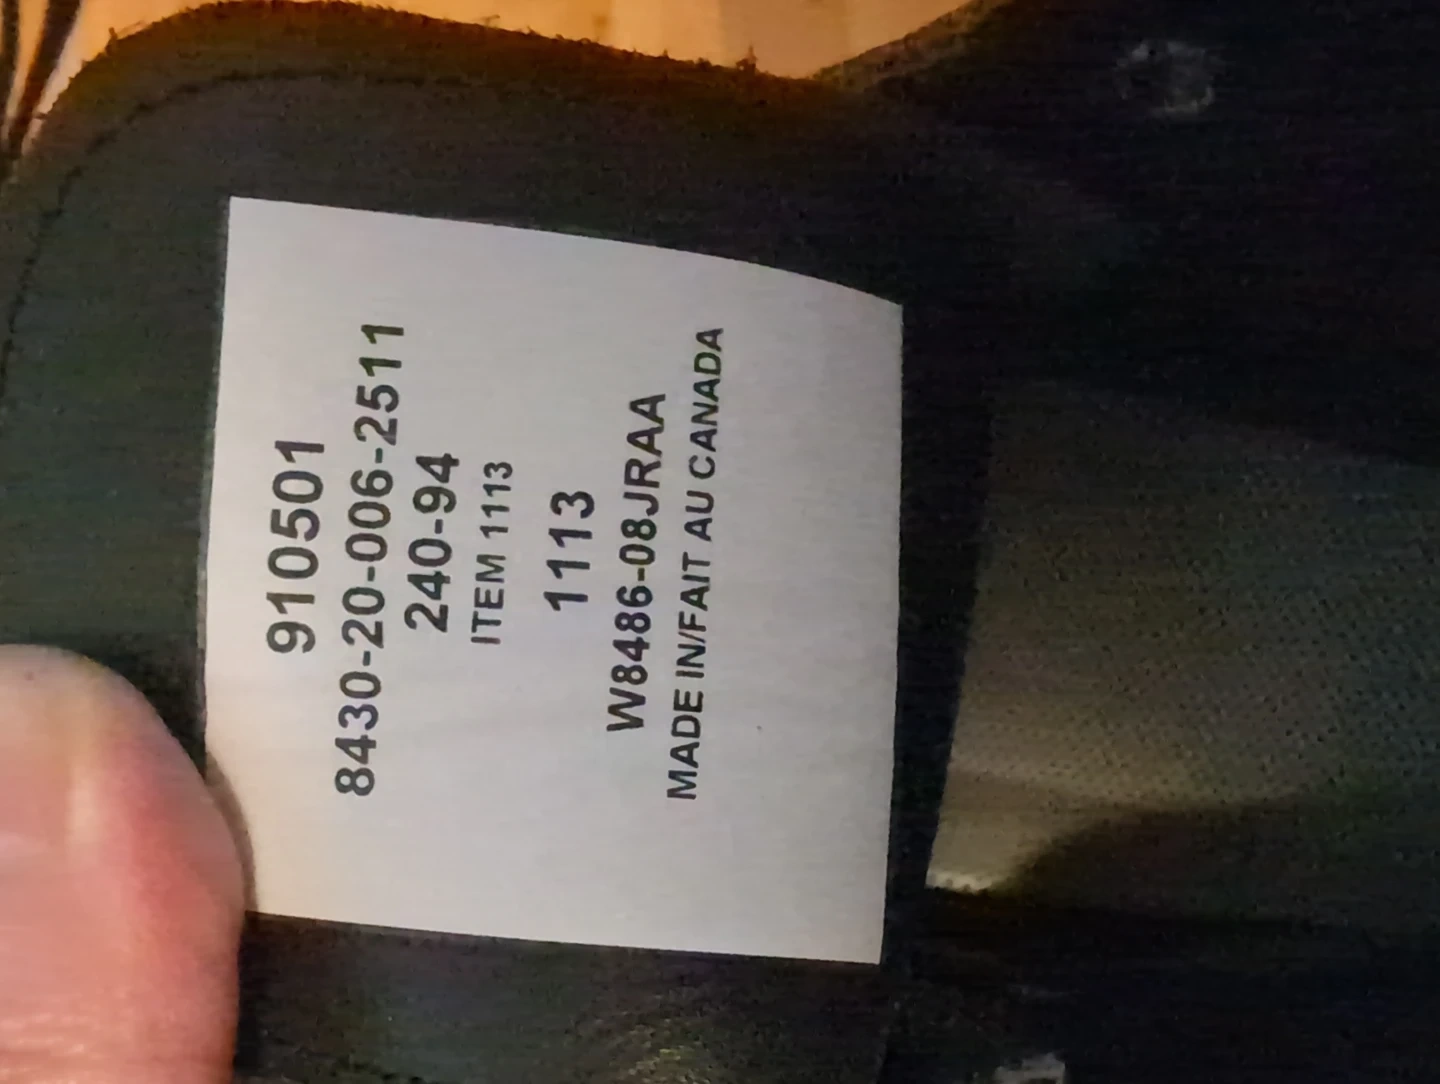 910501
8430-20-006-2511
240-94
ITEM 1113
1113
W8486-08JRAA
MADE IN/FAIT AU CANADA